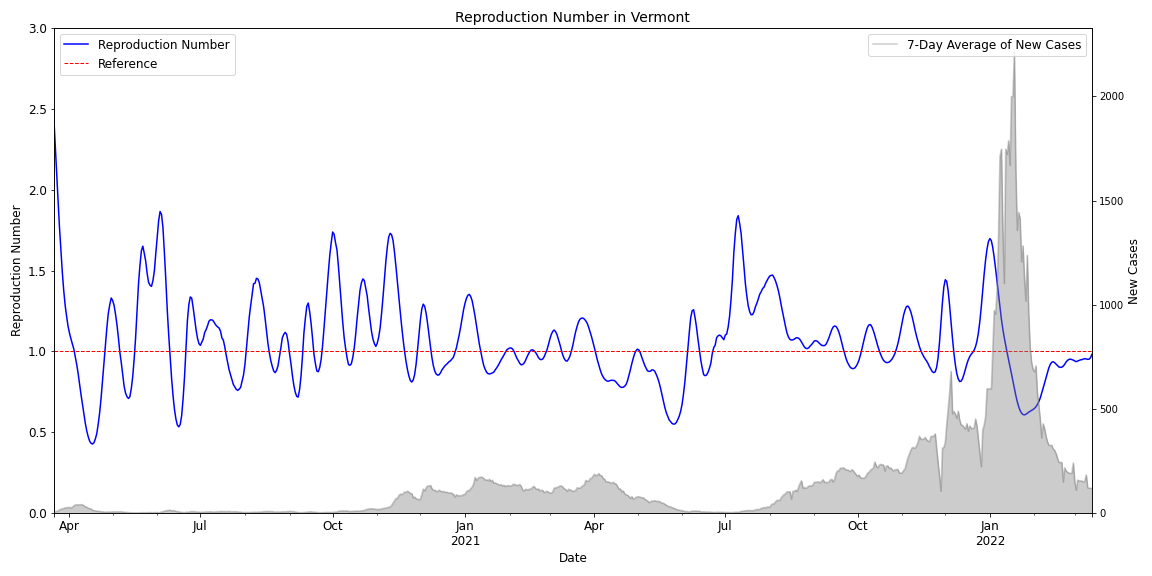 Reproduction Number in Vermont
3.0
2.5
2.0
1.5
1.0
0.5
0.0
Reproduction Number
Reproduction Number
Reference
7-Day Average of New Cases
2000
1500
1000
500
0
New Cases
Apr
Jul
Oct
Jan
2021
Apr
Jul
Oct
Jan
2022
Date